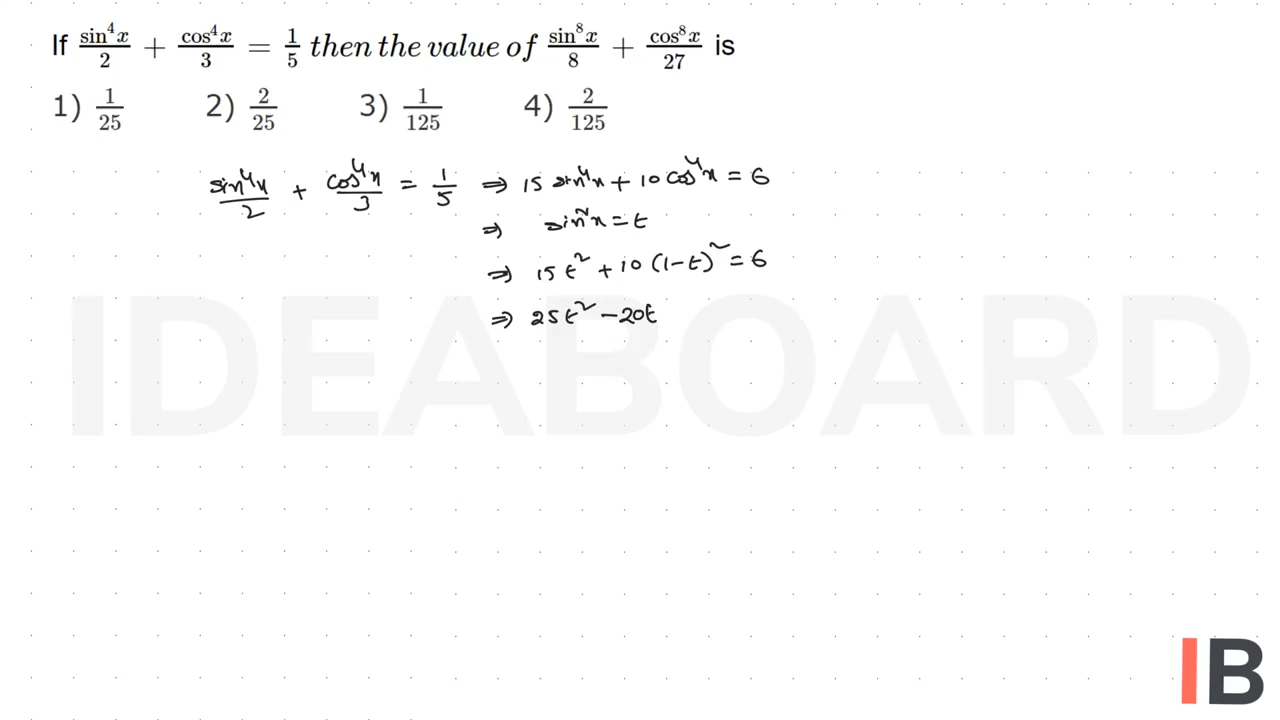 If sin⁴x/2 + cos⁴x/3 = 1/5 then the value of sin⁸x/8 + cos⁸x/27 is
1) 1/25 2) 2/25 3) 1/125 4) 2/125
sin⁴x/2 + cos⁴x/3 = 1/5 ⇒ 15 sin⁴x + 10 cos⁴x = 6
⇒ sin²x = t
⇒ 15t² + 10(1-t)² = 6
⇒ 25t² - 20t
IDEABOARD
IB